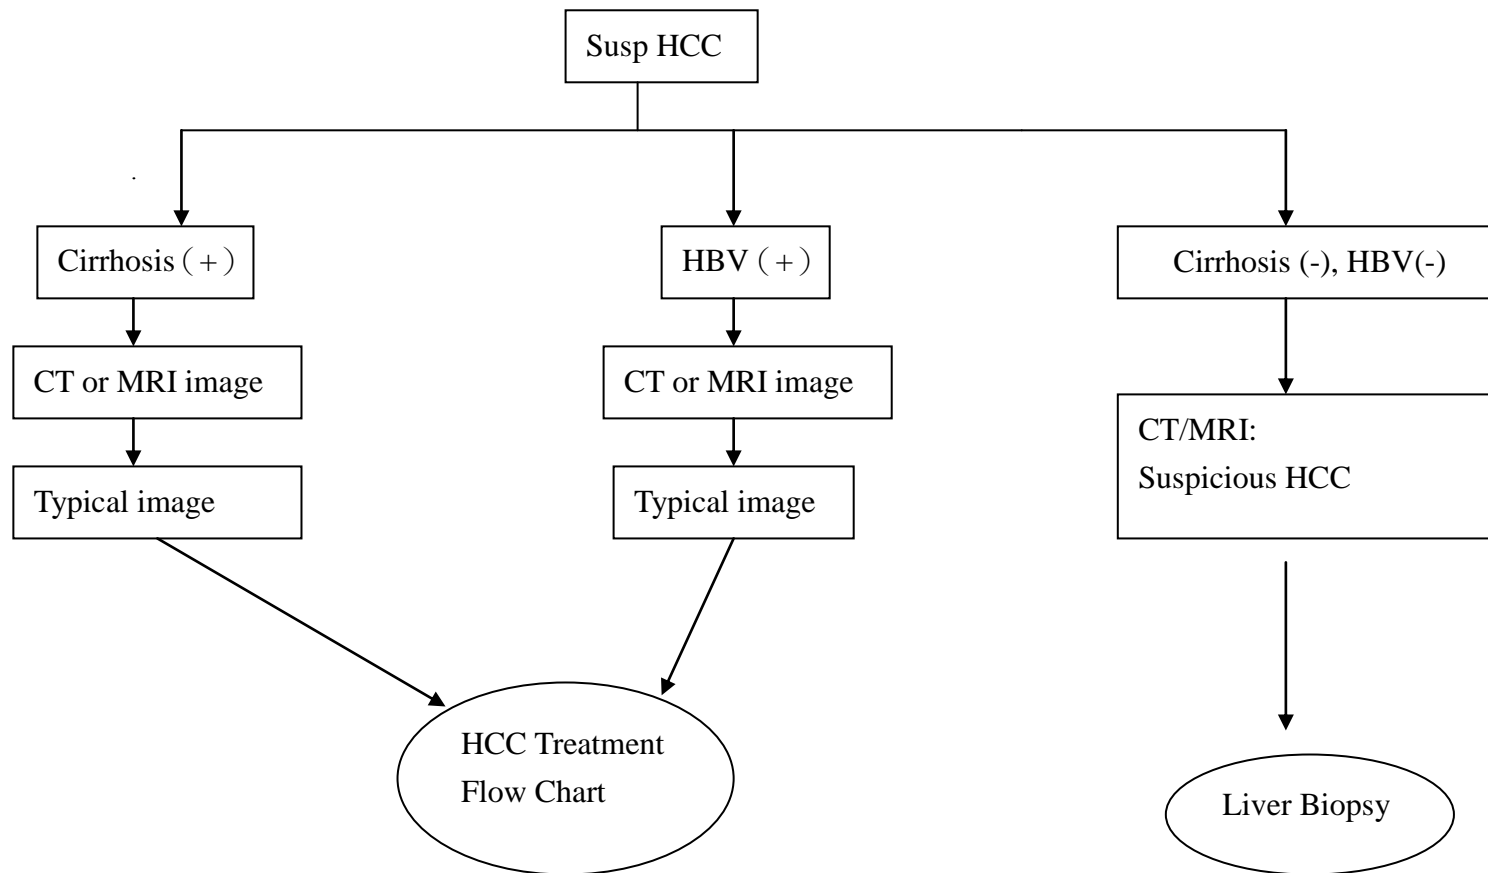 Susp HCC
Cirrhosis（+）
HBV（+）
Cirrhosis (-), HBV(-)
CT or MRI image
CT or MRI image
CT/MRI:
Suspicious HCC
Typical image
Typical image
HCC Treatment
Flow Chart
Liver Biopsy